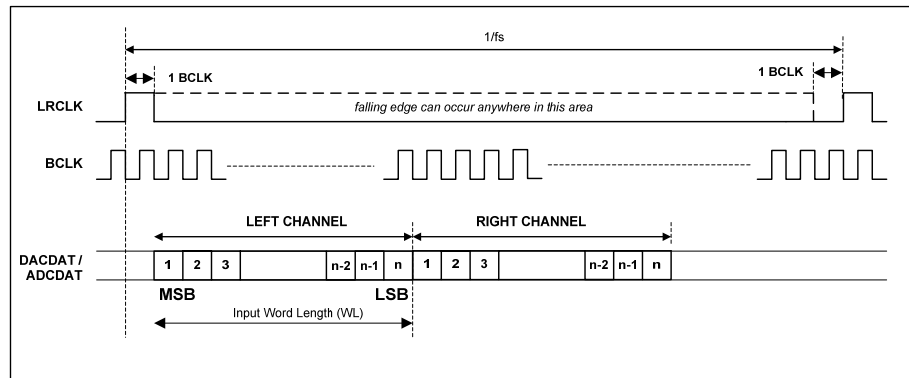 1/fs
1 BCLK
1 BCLK
LRCLK
falling edge can occur anywhere in this area
BCLK
LEFT CHANNEL
RIGHT CHANNEL
DACDAT /
ADCDAT
1 2 3 n-2 n-1 n 1 2 3 n-2 n-1 n
MSB
LSB
Input Word Length (WL)